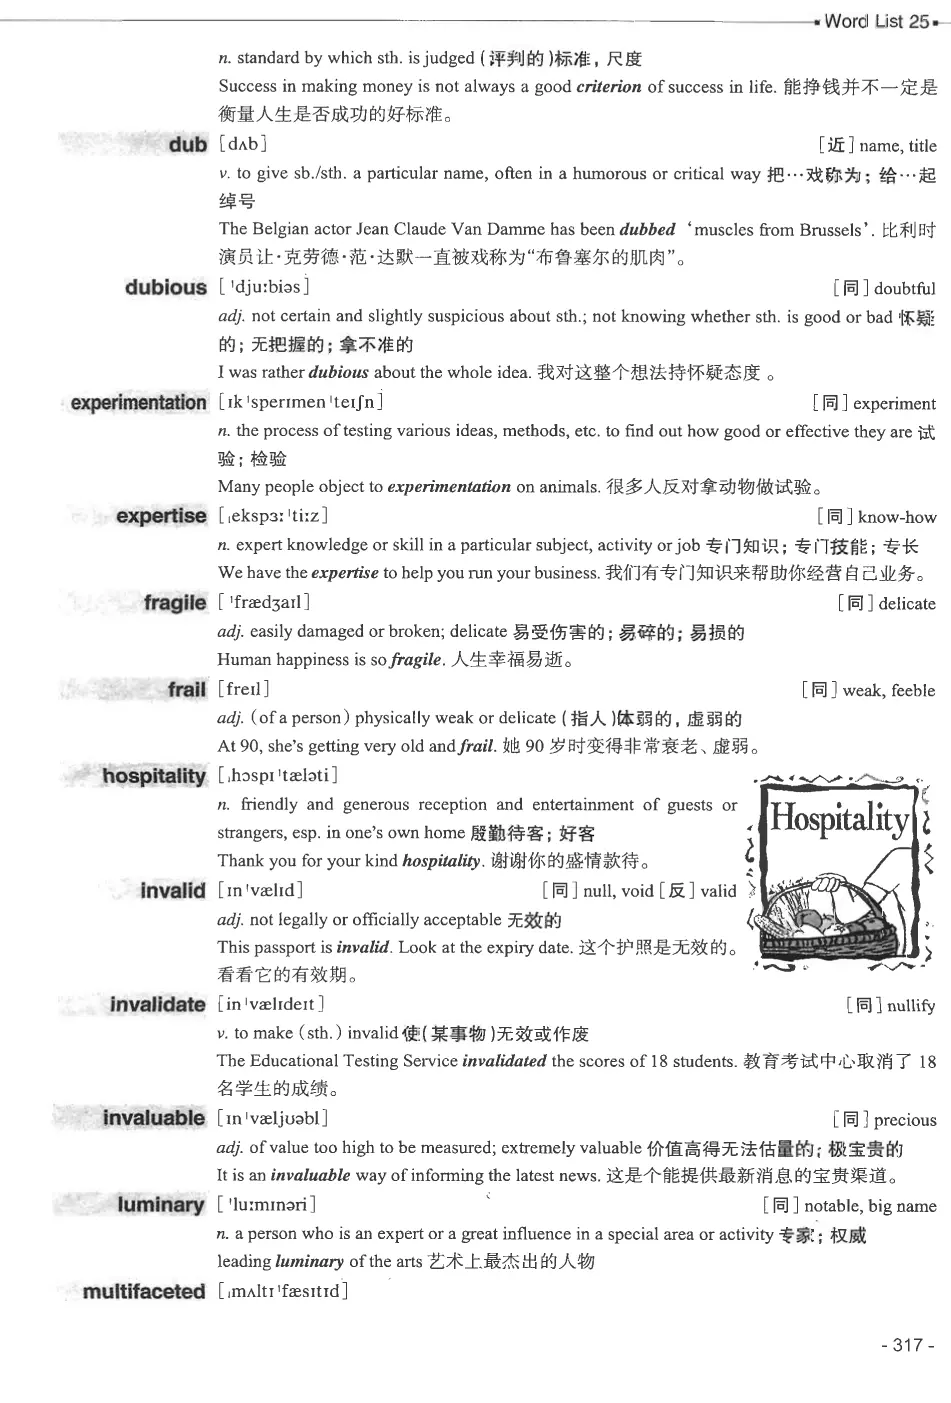 Word List 25
n. standard by which sth. is judged (评判的)标准，尺度
Success in making money is not always a good criterion of success in life. 能挣钱并不一定是
衡量人生是否成功的好标准。
dub [dʌb] [近] name, title
v. to give sb./sth. a particular name, often in a humorous or critical way 把…戏称为；给…起
绰号
The Belgian actor Jean Claude Van Damme has been dubbed ‘muscles from Brussels’. 比利时
演员让·克劳德·范·达默一直被戏称为“布鲁塞尔的肌肉”。
dubious [ˈdjuːbiəs] [同] doubtful
adj. not certain and slightly suspicious about sth.; not knowing whether sth. is good or bad 怀疑
的；无把握的；拿不准的
I was rather dubious about the whole idea. 我对这整个想法持怀疑态度 。
experimentation [ɪkˈsperɪmenˈteɪʃn] [同] experiment
n. the process of testing various ideas, methods, etc. to find out how good or effective they are 试
验；检验
Many people object to experimentation on animals. 很多人反对拿动物做试验。
expertise [ˌekspɜːˈtiːz] [同] know-how
n. expert knowledge or skill in a particular subject, activity or job 专门知识；专门技能；专长
We have the expertise to help you run your business. 我们有专门知识来帮助你经营自己业务。
fragile [ˈfrædʒaɪl] [同] delicate
adj. easily damaged or broken; delicate 易受伤害的；易碎的；易损的
Human happiness is so fragile. 人生幸福易逝。
frail [freɪl] [同] weak, feeble
adj. (of a person) physically weak or delicate (指人)体弱的，虚弱的
At 90, she's getting very old and frail. 她 90 岁时变得非常衰老、虚弱。
hospitality [ˌhɔspɪˈtæləti]
n. friendly and generous reception and entertainment of guests or
strangers, esp. in one's own home 殷勤待客；好客
Thank you for your kind hospitality. 谢谢你的盛情款待。
Hospitality
invalid [ɪnˈvælɪd] [同] null, void [反] valid
adj. not legally or officially acceptable 无效的
This passport is invalid. Look at the expiry date. 这个护照是无效的。
看看它的有效期。
invalidate [inˈvælɪdeɪt] [同] nullify
v. to make (sth.) invalid 使(某事物)无效或作废
The Educational Testing Service invalidated the scores of 18 students. 教育考试中心取消了 18
名学生的成绩。
invaluable [ɪnˈvæljʊəbl] [同] precious
adj. of value too high to be measured; extremely valuable 价值高得无法估量的；极宝贵的
It is an invaluable way of informing the latest news. 这是个能提供最新消息的宝贵渠道。
luminary [ˈluːmɪnəri] [同] notable, big name
n. a person who is an expert or a great influence in a special area or activity 专家；权威
leading luminary of the arts 艺术上最杰出的人物
multifaceted [ˌmʌltɪˈfæsɪtɪd]
- 317 -